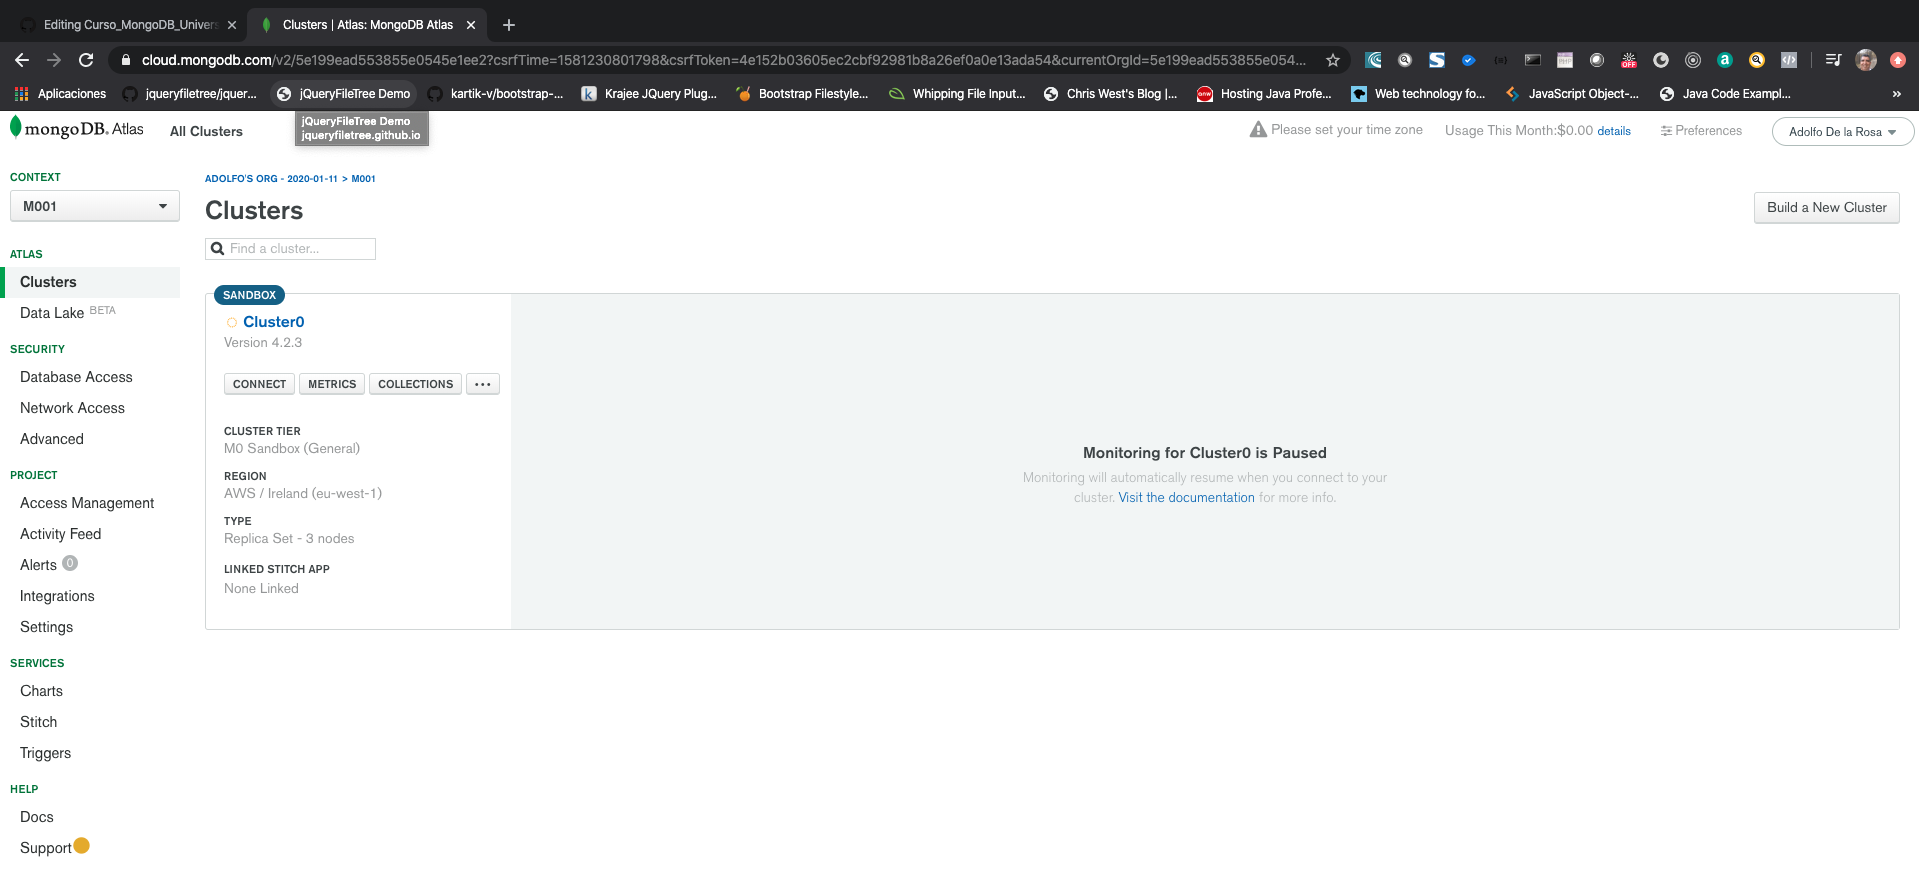 Editing Curso_MongoDB_Univers
Clusters | Atlas: MongoDB Atlas
cloud.mongodb.com/v2/5e199ead553855e0545e1ee2?csrfTime=1581230801798&csrfToken=4e152b03605ec2cbf92981b8a26ef0a0e13ada54&currentOrgId=5e199ead553855e054...
Aplicaciones
jqueryfiletree/jquer...
jQueryFileTree Demo
kartik-v/bootstrap-...
Krajee JQuery Plug...
Bootstrap Filestyle...
Whipping File Input...
Chris West's Blog |...
Hosting Java Profe...
Web technology fo...
JavaScript Object-...
Java Code Exampl...
»
jQueryFileTree Demo
jqueryfiletree.github.io
mongoDB. Atlas
All Clusters
Please set your time zone
Usage This Month:$0.00 details
Preferences
Adolfo De la Rosa
CONTEXT
M001
ATLAS
Clusters
Data Lake BETA
SECURITY
Database Access
Network Access
Advanced
PROJECT
Access Management
Activity Feed
Alerts 0
Integrations
Settings
SERVICES
Charts
Stitch
Triggers
HELP
Docs
Support
ADOLFO'S ORG - 2020-01-11 > M001
Clusters
Build a New Cluster
Find a cluster...
SANDBOX
Cluster0
Version 4.2.3
CONNECT
METRICS
COLLECTIONS
...
CLUSTER TIER
M0 Sandbox (General)
REGION
AWS / Ireland (eu-west-1)
TYPE
Replica Set - 3 nodes
LINKED STITCH APP
None Linked
Monitoring for Cluster0 is Paused
Monitoring will automatically resume when you connect to your
cluster. Visit the documentation for more info.